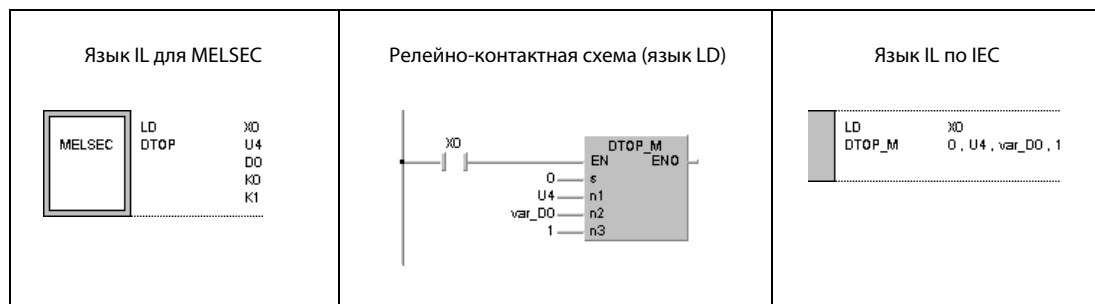 Язык IL для MELSEC
MELSEC
LD X0
DTOP U4
D0
K0
K1
Релейно-контактная схема (язык LD)
X0
DTOP_M
EN ENO
0 s
U4 n1
var_D0 n2
1 n3
Язык IL по IEC
LD X0
DTOP_M 0 , U4 , var_D0 , 1